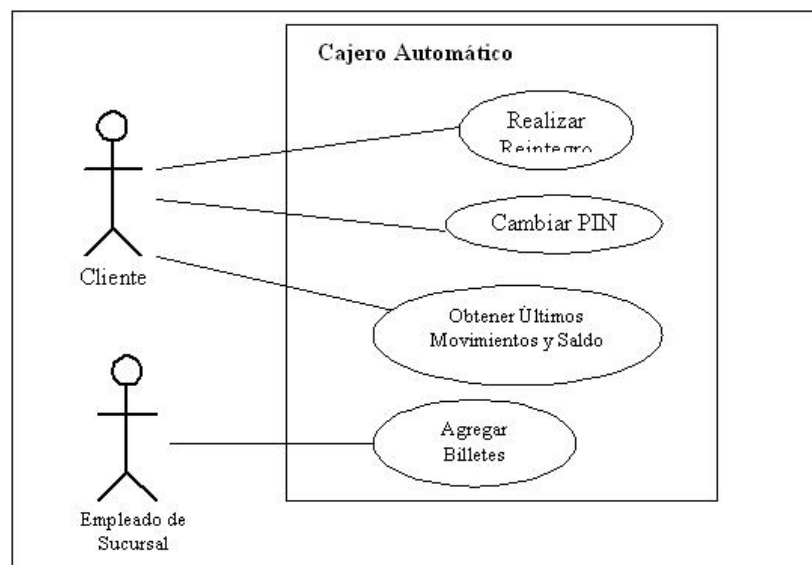 Cajero Automático
Realizar
Reintegro
Cambiar PIN
Cliente
Obtener Últimos
Movimientos y Saldo
Agregar
Billetes
Empleado de
Sucursal